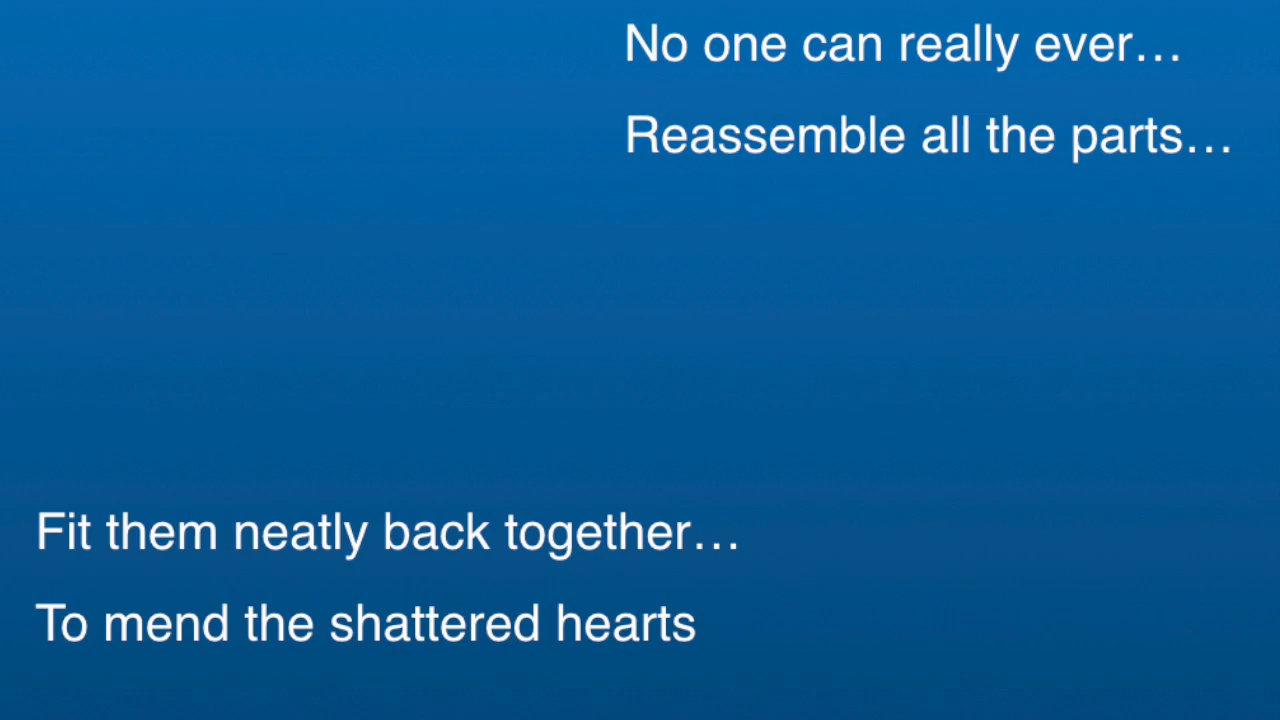 No one can really ever…
Reassemble all the parts…
Fit them neatly back together…
To mend the shattered hearts